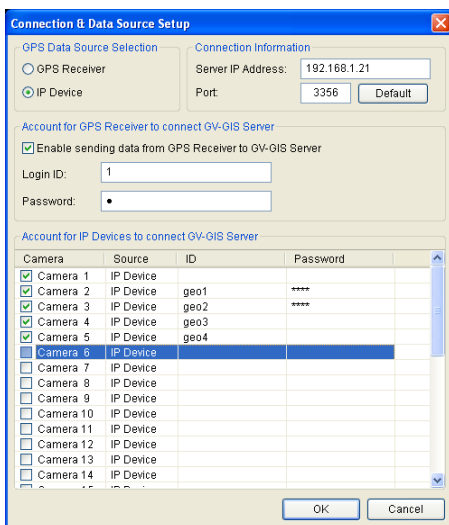 Connection & Data Source Setup
GPS Data Source Selection
GPS Receiver
IP Device
Connection Information
Server IP Address: 192.168.1.21
Port: 3356 Default
Account for GPS Receiver to connect GV-GIS Server
Enable sending data from GPS Receiver to GV-GIS Server
Login ID: 1
Password: •
Account for IP Devices to connect GV-GIS Server
Camera Source ID Password
Camera 1 IP Device
Camera 2 IP Device geo1 ****
Camera 3 IP Device geo2 ****
Camera 4 IP Device geo3
Camera 5 IP Device geo4
Camera 6 IP Device
Camera 7 IP Device
Camera 8 IP Device
Camera 9 IP Device
Camera 10 IP Device
Camera 11 IP Device
Camera 12 IP Device
Camera 13 IP Device
Camera 14 IP Device
OK Cancel